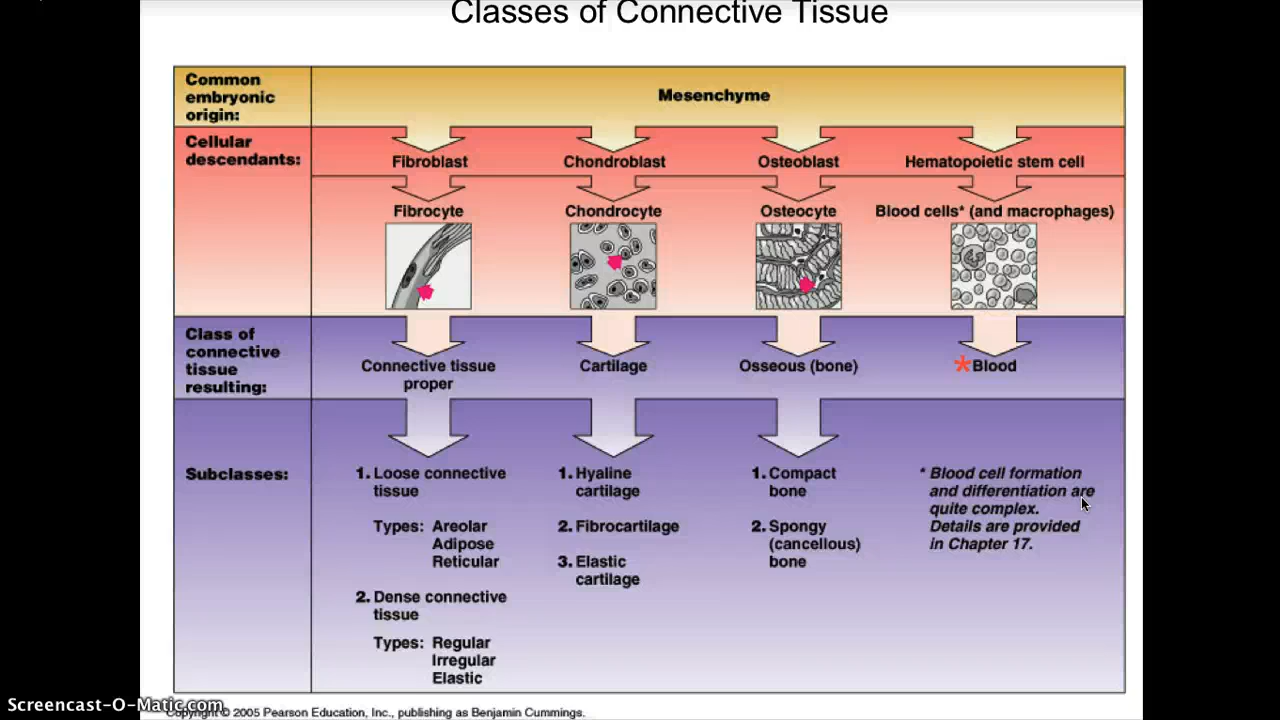 Classes of Connective Tissue
Common
embryonic
origin:
Mesenchyme
Cellular
descendants:
Fibroblast
Chondroblast
Osteoblast
Hematopoietic stem cell
Fibrocyte
Chondrocyte
Osteocyte
Blood cells* (and macrophages)
Class of
connective
tissue
resulting:
Connective tissue
proper
Cartilage
Osseous (bone)
*Blood
Subclasses:
1. Loose connective
tissue
Types: Areolar
Adipose
Reticular
2. Dense connective
tissue
Types: Regular
Irregular
Elastic
1. Hyaline
cartilage
2. Fibrocartilage
3. Elastic
cartilage
1. Compact
bone
2. Spongy
(cancellous)
bone
* Blood cell formation
and differentiation are
quite complex.
Details are provided
in Chapter 17.
Screencast-O-Matic.com
Copyright © 2005 Pearson Education, Inc., publishing as Benjamin Cummings.